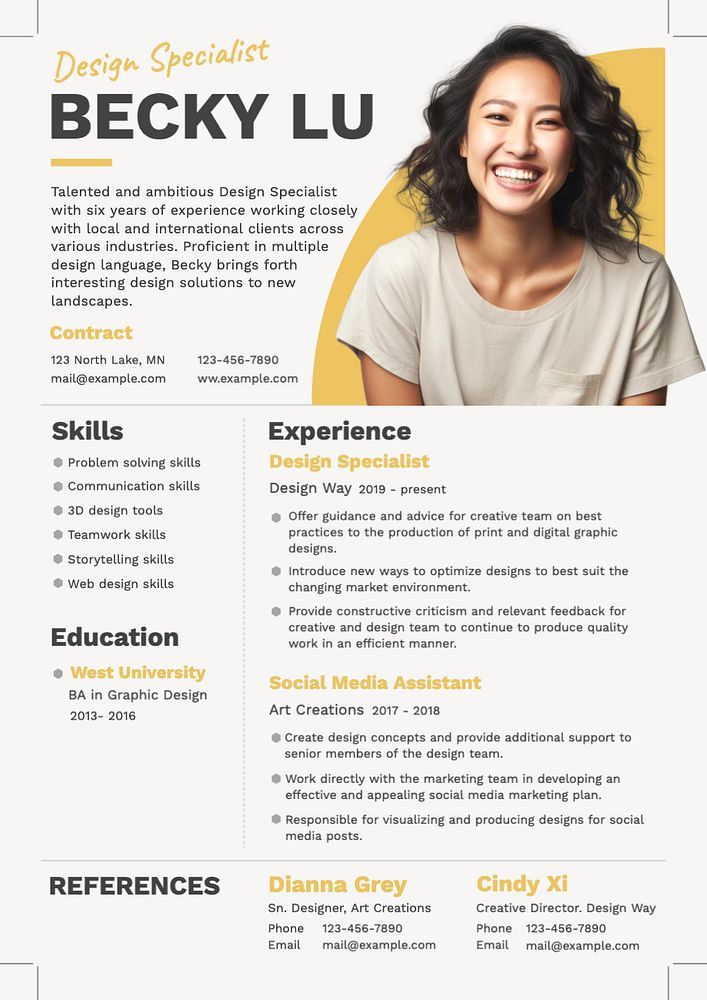 Design Specialist
BECKY LU
Talented and ambitious Design Specialist
with six years of experience working closely
with local and international clients across
various industries. Proficient in multiple
design language, Becky brings forth
interesting design solutions to new
landscapes.
Contract
123 North Lake, MN 123-456-7890
mail@example.com ww.example.com
Skills
Problem solving skills
Communication skills
3D design tools
Teamwork skills
Storytelling skills
Web design skills
Education
West University
BA in Graphic Design
2013- 2016
Experience
Design Specialist
Design Way 2019 - present
Offer guidance and advice for creative team on best
practices to the production of print and digital graphic
designs.
Introduce new ways to optimize designs to best suit the
changing market environment.
Provide constructive criticism and relevant feedback for
creative and design team to continue to produce quality
work in an efficient manner.
Social Media Assistant
Art Creations 2017 - 2018
Create design concepts and provide additional support to
senior members of the design team.
Work directly with the marketing team in developing an
effective and appealing social media marketing plan.
Responsible for visualizing and producing designs for social
media posts.
REFERENCES
Dianna Grey
Sn. Designer, Art Creations
Phone 123-456-7890
Email mail@example.com
Cindy Xi
Creative Director. Design Way
Phone 123-456-7890
Email mail@example.com